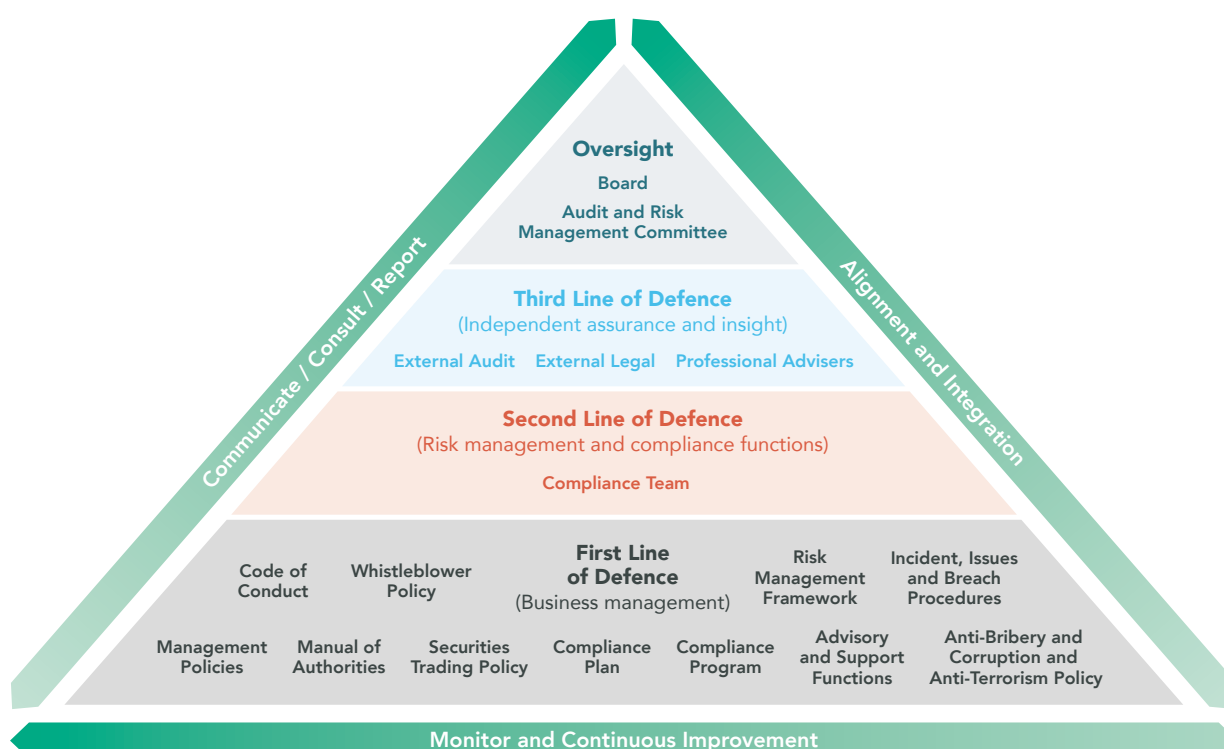 Communicate / Consult / Report
Alignment and Integration
Oversight
Board
Audit and Risk
Management Committee
Third Line of Defence
(Independent assurance and insight)
External Audit External Legal Professional Advisers
Second Line of Defence
(Risk management and compliance functions)
Compliance Team
First Line
of Defence
(Business management)
Code of
Conduct
Whistleblower
Policy
Risk
Management
Framework
Incident, Issues
and Breach
Procedures
Management
Policies
Manual of
Authorities
Securities
Trading Policy
Compliance
Plan
Compliance
Program
Advisory
and Support
Functions
Anti-Bribery and
Corruption and
Anti-Terrorism Policy
Monitor and Continuous Improvement